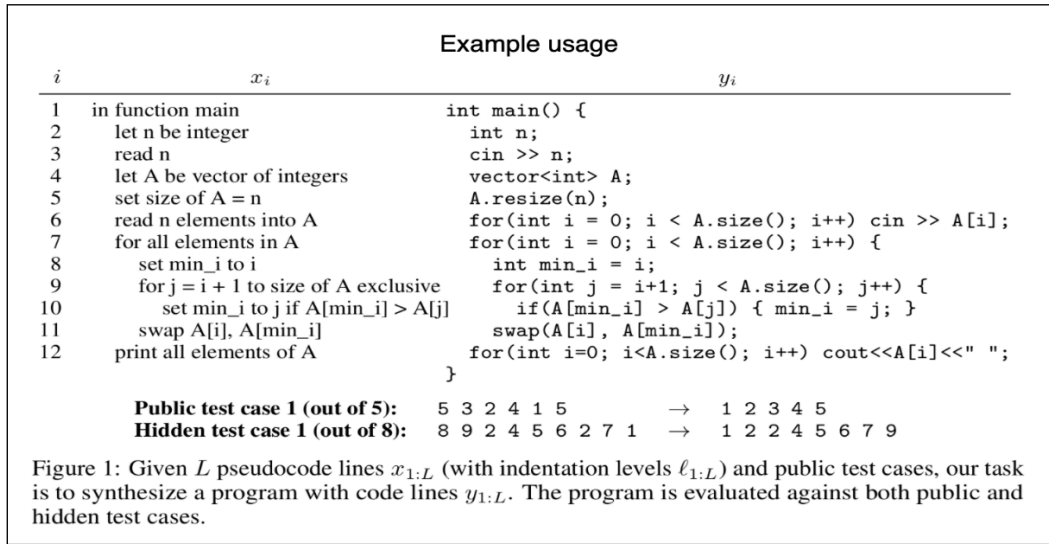 Example usage
i x_i y_i
1 in function main int main() {
2 let n be integer int n;
3 read n cin >> n;
4 let A be vector of integers vector<int> A;
5 set size of A = n A.resize(n);
6 read n elements into A for(int i = 0; i < A.size(); i++) cin >> A[i];
7 for all elements in A for(int i = 0; i < A.size(); i++) {
8 set min_i to i int min_i = i;
9 for j = i + 1 to size of A exclusive for(int j = i+1; j < A.size(); j++) {
10 set min_i to j if A[min_i] > A[j] if(A[min_i] > A[j]) { min_i = j; }
11 swap A[i], A[min_i] swap(A[i], A[min_i]);
12 print all elements of A for(int i=0; i<A.size(); i++) cout<<A[i]<<" ";
}
Public test case 1 (out of 5): 5 3 2 4 1 5 → 1 2 3 4 5
Hidden test case 1 (out of 8): 8 9 2 4 5 6 2 7 1 → 1 2 2 4 5 6 7 9
Figure 1: Given L pseudocode lines x_{1:L} (with indentation levels ℓ_{1:L}) and public test cases, our task
is to synthesize a program with code lines y_{1:L}. The program is evaluated against both public and
hidden test cases.